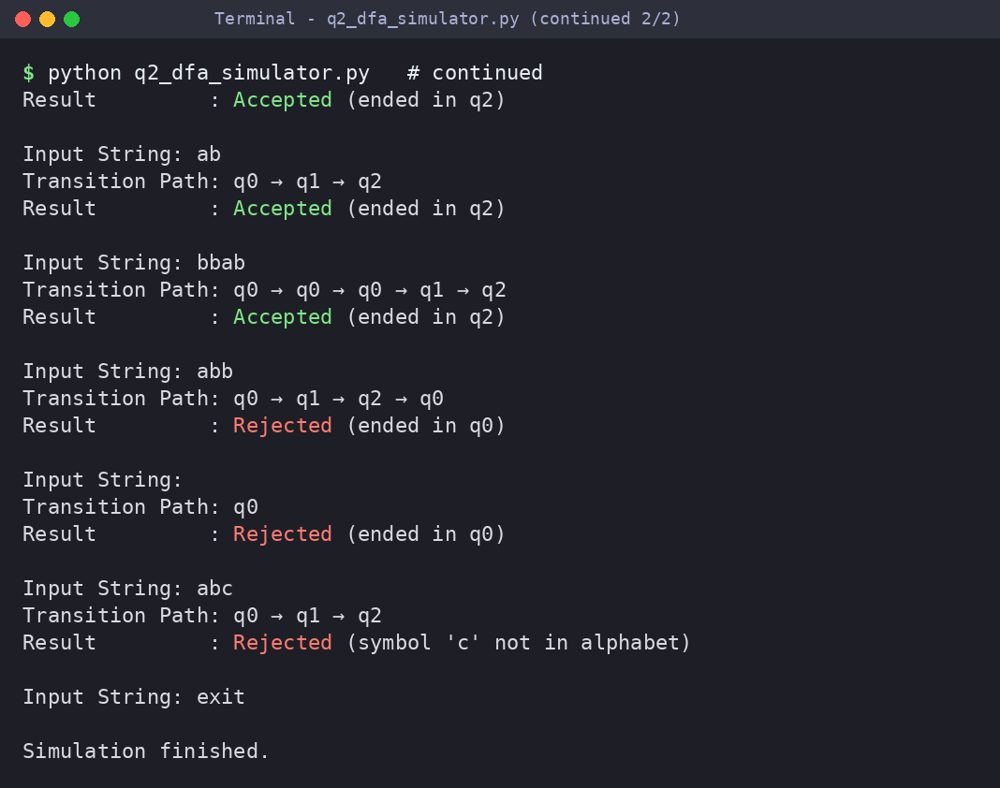 Terminal - q2_dfa_simulator.py (continued 2/2)
$ python q2_dfa_simulator.py   # continued
Result         : Accepted (ended in q2)
Input String: ab
Transition Path: q0 → q1 → q2
Result         : Accepted (ended in q2)
Input String: bbab
Transition Path: q0 → q0 → q0 → q1 → q2
Result         : Accepted (ended in q2)
Input String: abb
Transition Path: q0 → q1 → q2 → q0
Result         : Rejected (ended in q0)
Input String:
Transition Path: q0
Result         : Rejected (ended in q0)
Input String: abc
Transition Path: q0 → q1 → q2
Result         : Rejected (symbol 'c' not in alphabet)
Input String: exit
Simulation finished.